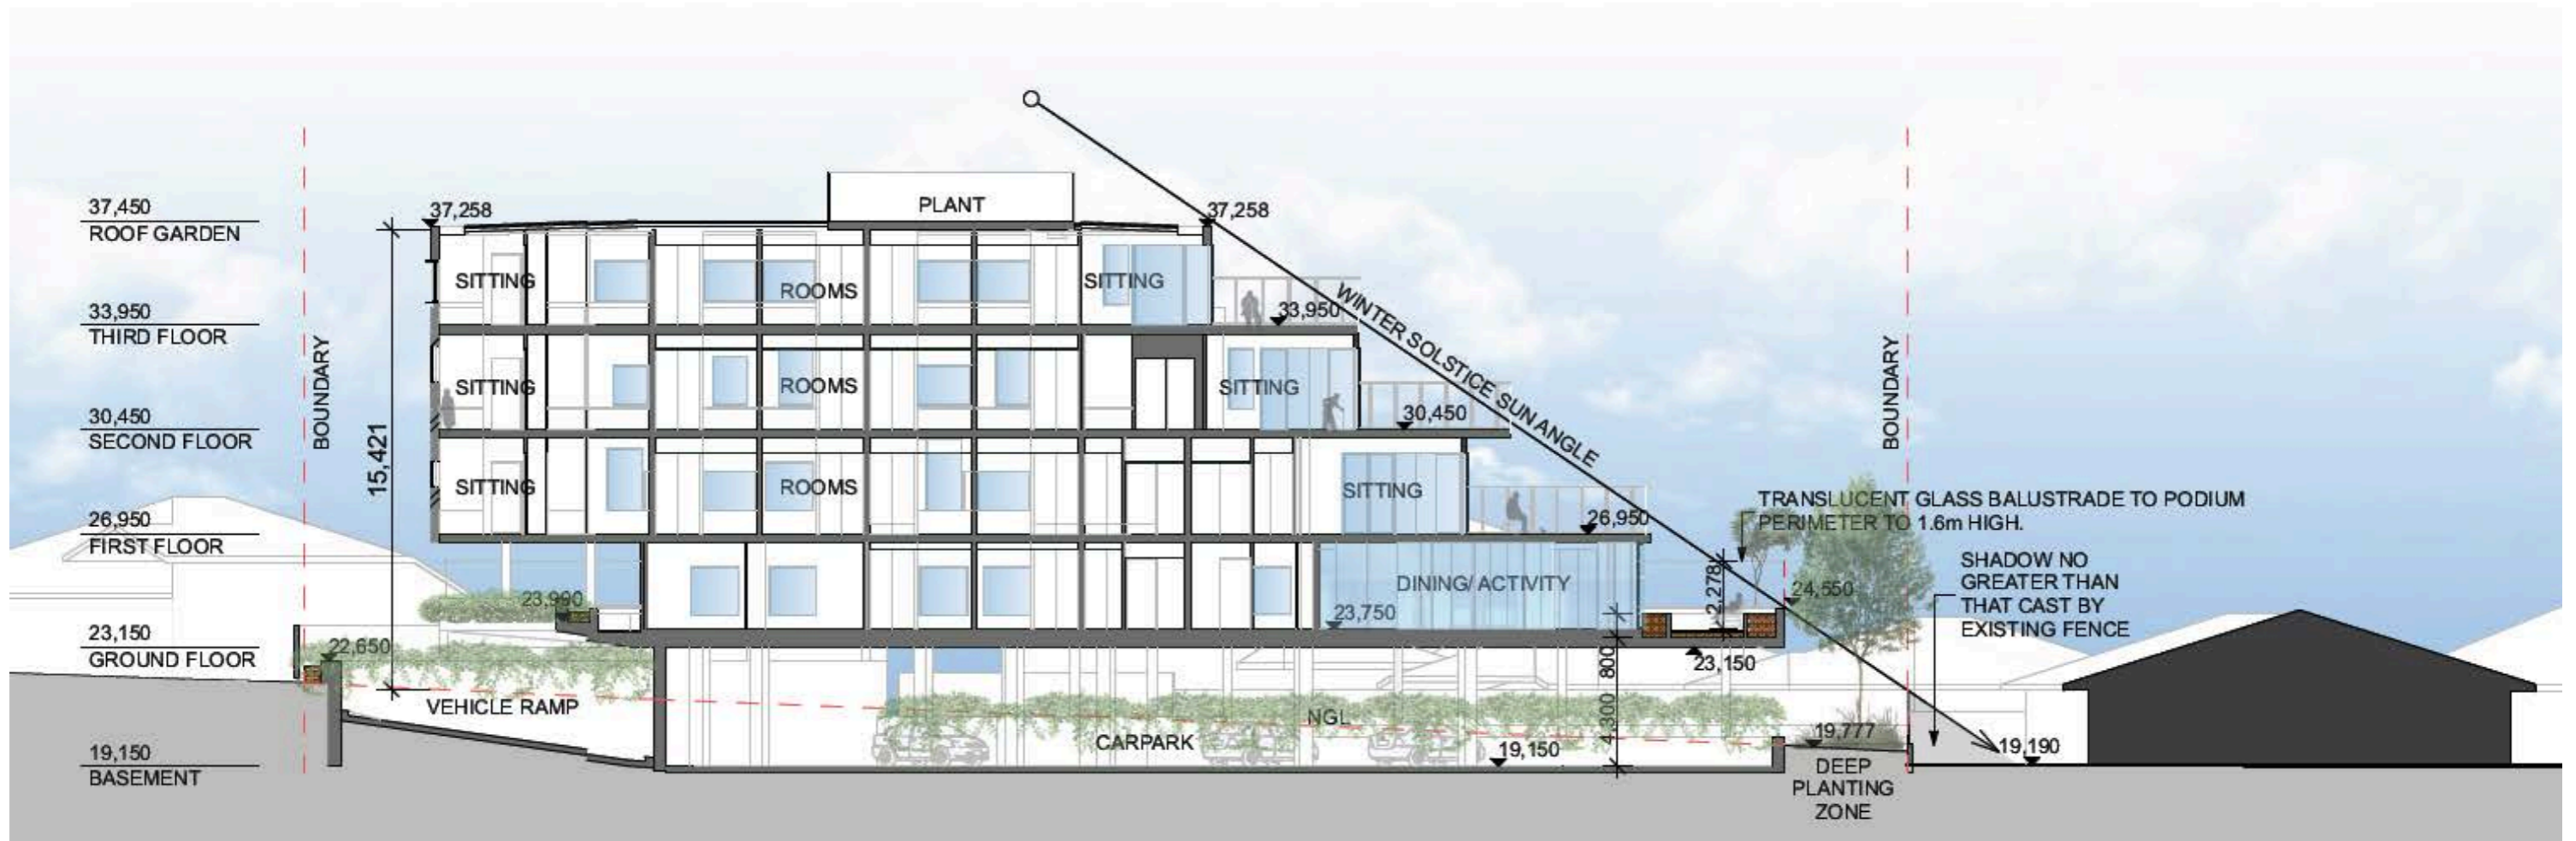 37,450
ROOF GARDEN
33,950
THIRD FLOOR
30,450
SECOND FLOOR
26,950
FIRST FLOOR
23,150
GROUND FLOOR
19,150
BASEMENT
BOUNDARY
15,421
37,258
PLANT
37,258
SITTING
ROOMS
SITTING
33,950
WINTER SOLSTICE SUN ANGLE
SITTING
ROOMS
SITTING
30,450
SITTING
ROOMS
SITTING
26,950
BOUNDARY
TRANSLUCENT GLASS BALUSTRADE TO PODIUM
PERIMETER TO 1.6m HIGH.
SHADOW NO
GREATER THAN
THAT CAST BY
EXISTING FENCE
DINING/ ACTIVITY
23,990
23,750
2,278
24,550
22,650
23,150
800
4,300
VEHICLE RAMP
NGL
CARPARK
19,150
19,777
19,190
DEEP
PLANTING
ZONE